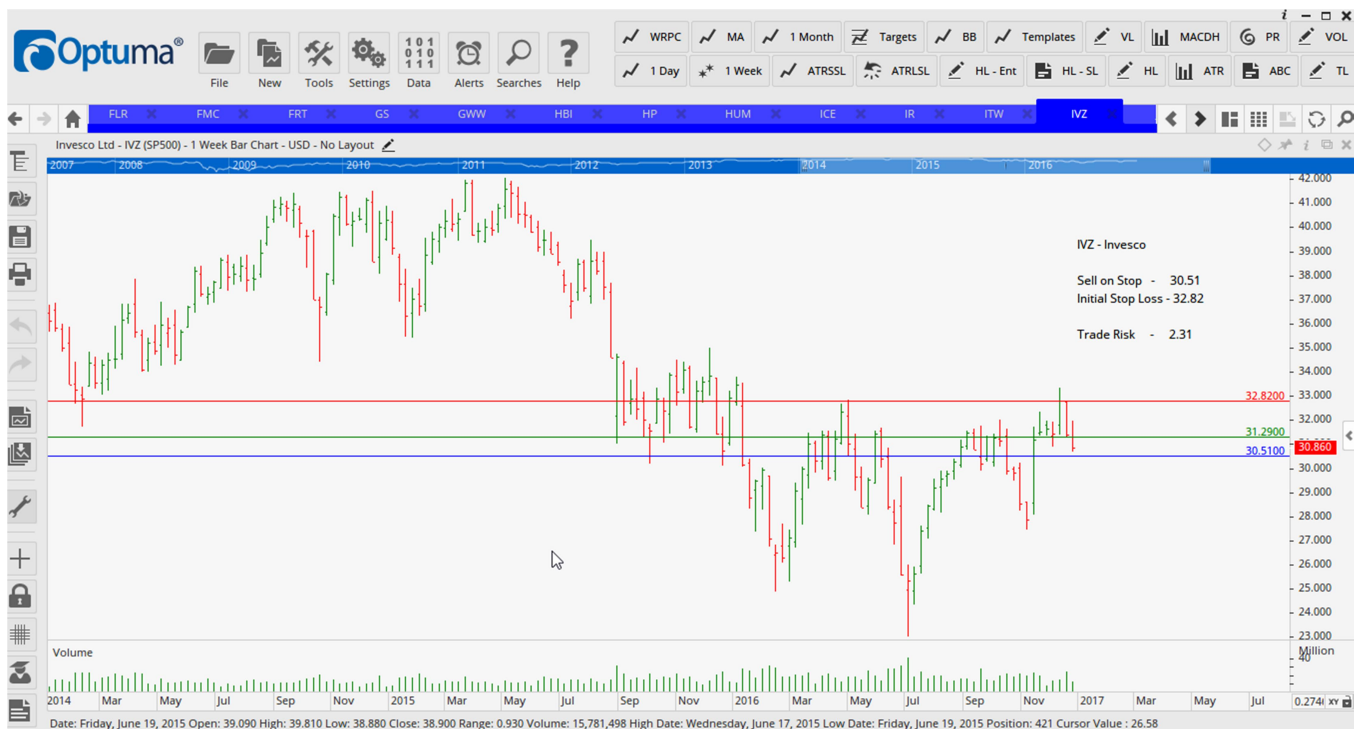 i
Optuma®
File New Tools Settings Data Alerts Searches Help
WRPC MA 1 Month Targets BB Templates VL MACDH PR VOL
1 Day 1 Week ATRSSL ATRLSL HL - Ent HL - SL HL ATR ABC TL
FLR FMC FRT GS GWW HBI HP HUM ICE IR ITW IVZ
Invesco Ltd - IVZ (SP500) - 1 Week Bar Chart - USD - No Layout
2007 2008 2009 2010 2011 2012 2013 2014 2015 2016
42.000
41.000
40.000
39.000
38.000
37.000
36.000
35.000
34.000
33.000
32.000
30.000
29.000
28.000
27.000
26.000
25.000
24.000
23.000
IVZ - Invesco
Sell on Stop - 30.51
Initial Stop Loss - 32.82
Trade Risk - 2.31
32.8200
31.2900
30.860
30.5100
Volume
Million
40
2014 Mar May Jul Sep Nov 2015 Mar May Jul Sep Nov 2016 Mar May Jul Sep Nov 2017 Mar May Jul
XY
Date: Friday, June 19, 2015 Open: 39.090 High: 39.810 Low: 38.880 Close: 38.900 Range: 0.930 Volume: 15,781,498 High Date: Wednesday, June 17, 2015 Low Date: Friday, June 19, 2015 Position: 421 Cursor Value : 26.58